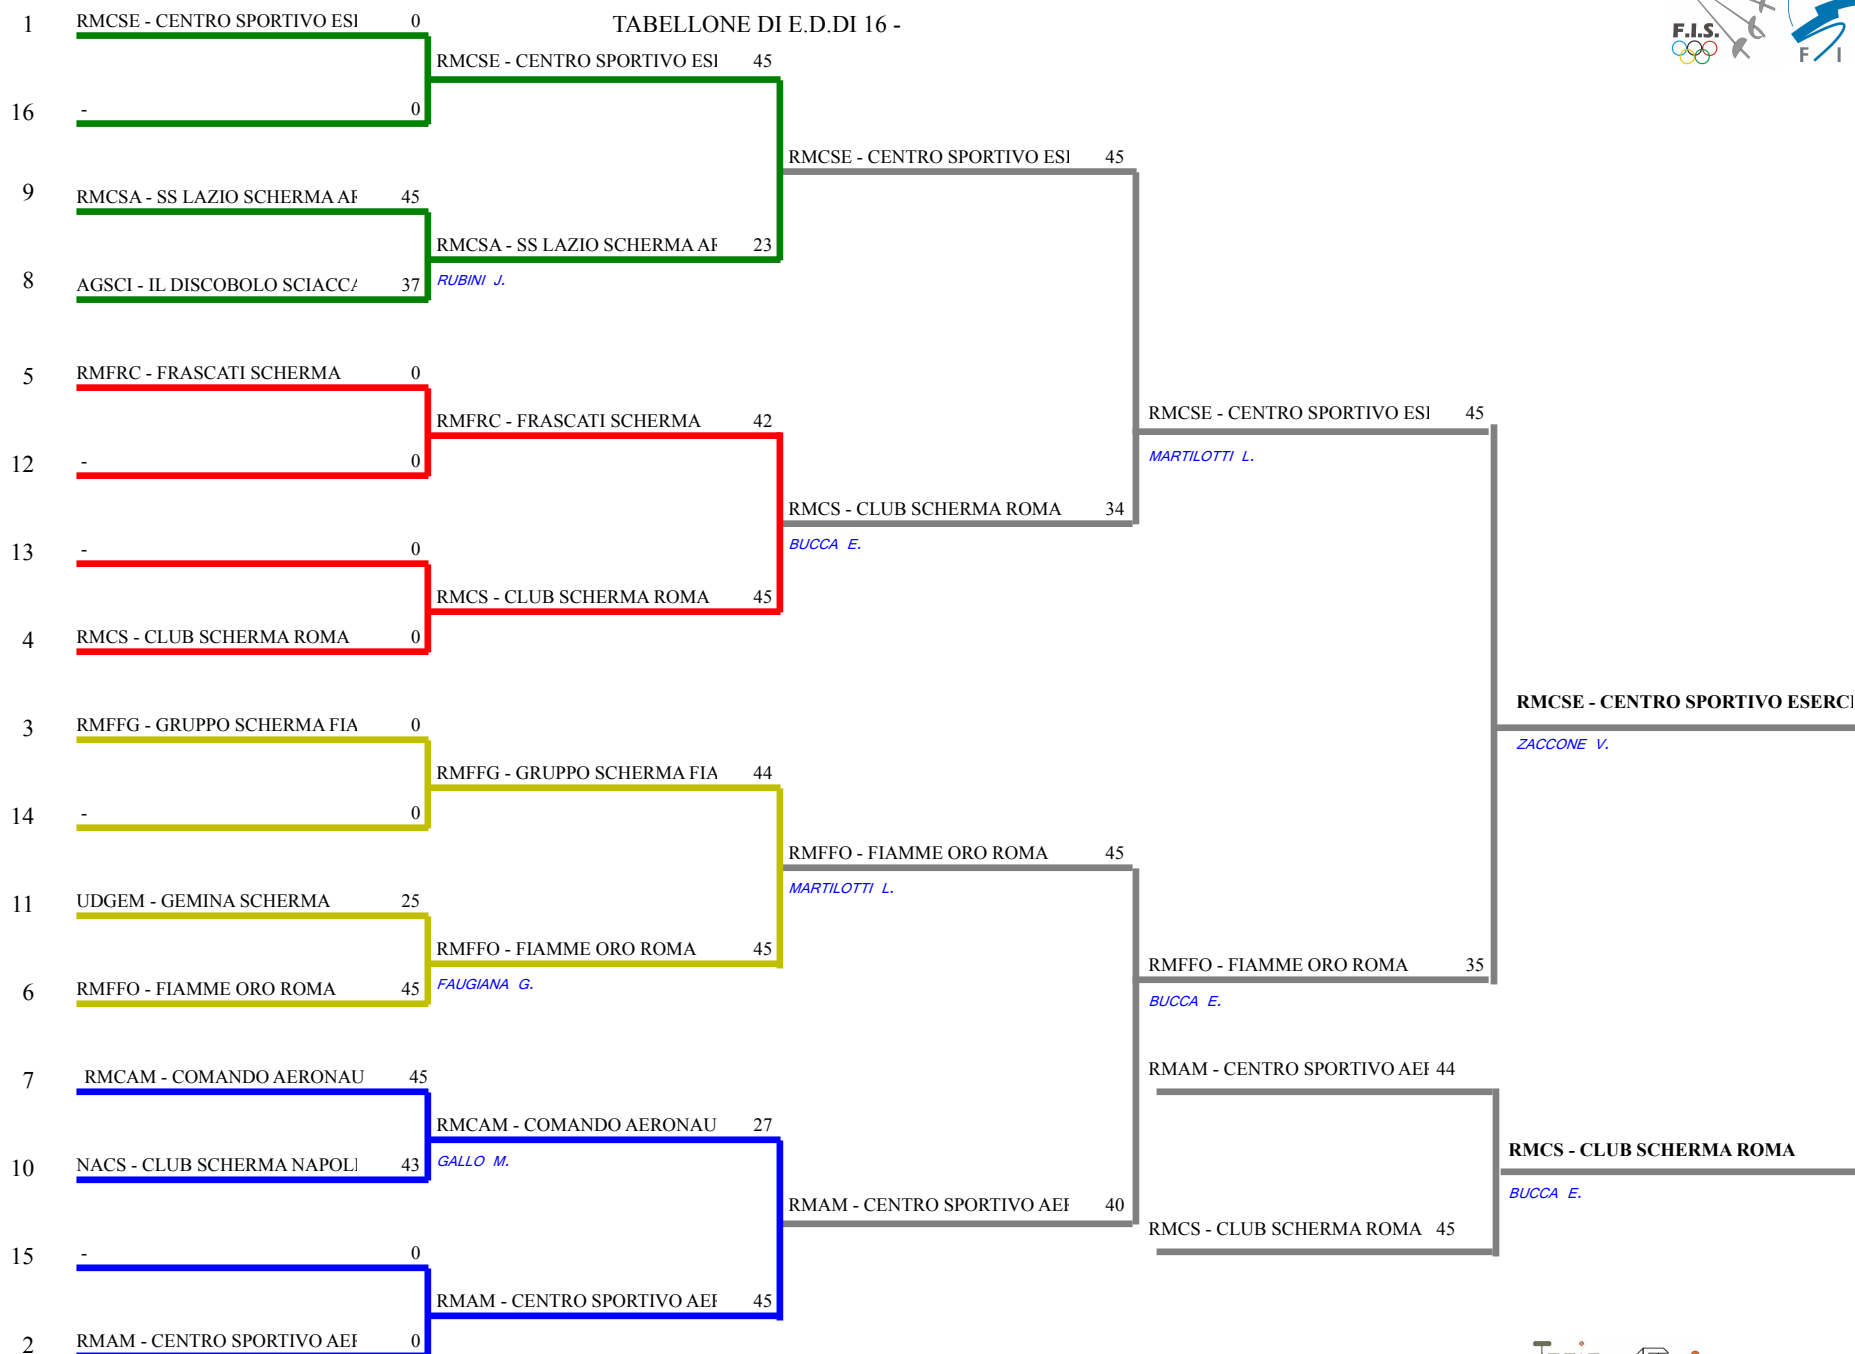 TABELLONE DI E.D.DI 16 -
F.I.S.
F I
1 RMCSE - CENTRO SPORTIVO ESI 0
RMCSE - CENTRO SPORTIVO ESI 45
16 - 0
RMCSE - CENTRO SPORTIVO ESI 45
9 RMCSA - SS LAZIO SCHERMA AF 45
RMCSA - SS LAZIO SCHERMA AF 23
RUBINI J.
8 AGSCI - IL DISCOBOLO SCIACCA 37
5 RMFRC - FRASCATI SCHERMA 0
RMFRC - FRASCATI SCHERMA 42
RMCSE - CENTRO SPORTIVO ESI 45
MARTILOTTI L.
12 - 0
RMCS - CLUB SCHERMA ROMA 34
BUCCA E.
13 - 0
RMCS - CLUB SCHERMA ROMA 45
4 RMCS - CLUB SCHERMA ROMA 0
RMCSE - CENTRO SPORTIVO ESERCI
ZACCONE V.
3 RMFFG - GRUPPO SCHERMA FIA 0
RMFFG - GRUPPO SCHERMA FIA 44
14 - 0
RMFFO - FIAMME ORO ROMA 45
MARTILOTTI L.
11 UDGEM - GEMINA SCHERMA 25
RMFFO - FIAMME ORO ROMA 45
FAUGIANA G.
RMFFO - FIAMME ORO ROMA 35
BUCCA E.
6 RMFFO - FIAMME ORO ROMA 45
RMAM - CENTRO SPORTIVO AEF 44
7 RMCAM - COMANDO AERONAU 45
RMCAM - COMANDO AERONAU 27
GALLO M.
RMCS - CLUB SCHERMA ROMA
BUCCA E.
10 NACS - CLUB SCHERMA NAPOLI 43
RMAM - CENTRO SPORTIVO AEF 40
RMCS - CLUB SCHERMA ROMA 45
15 - 0
RMAM - CENTRO SPORTIVO AEF 45
2 RMAM - CENTRO SPORTIVO AEF 0